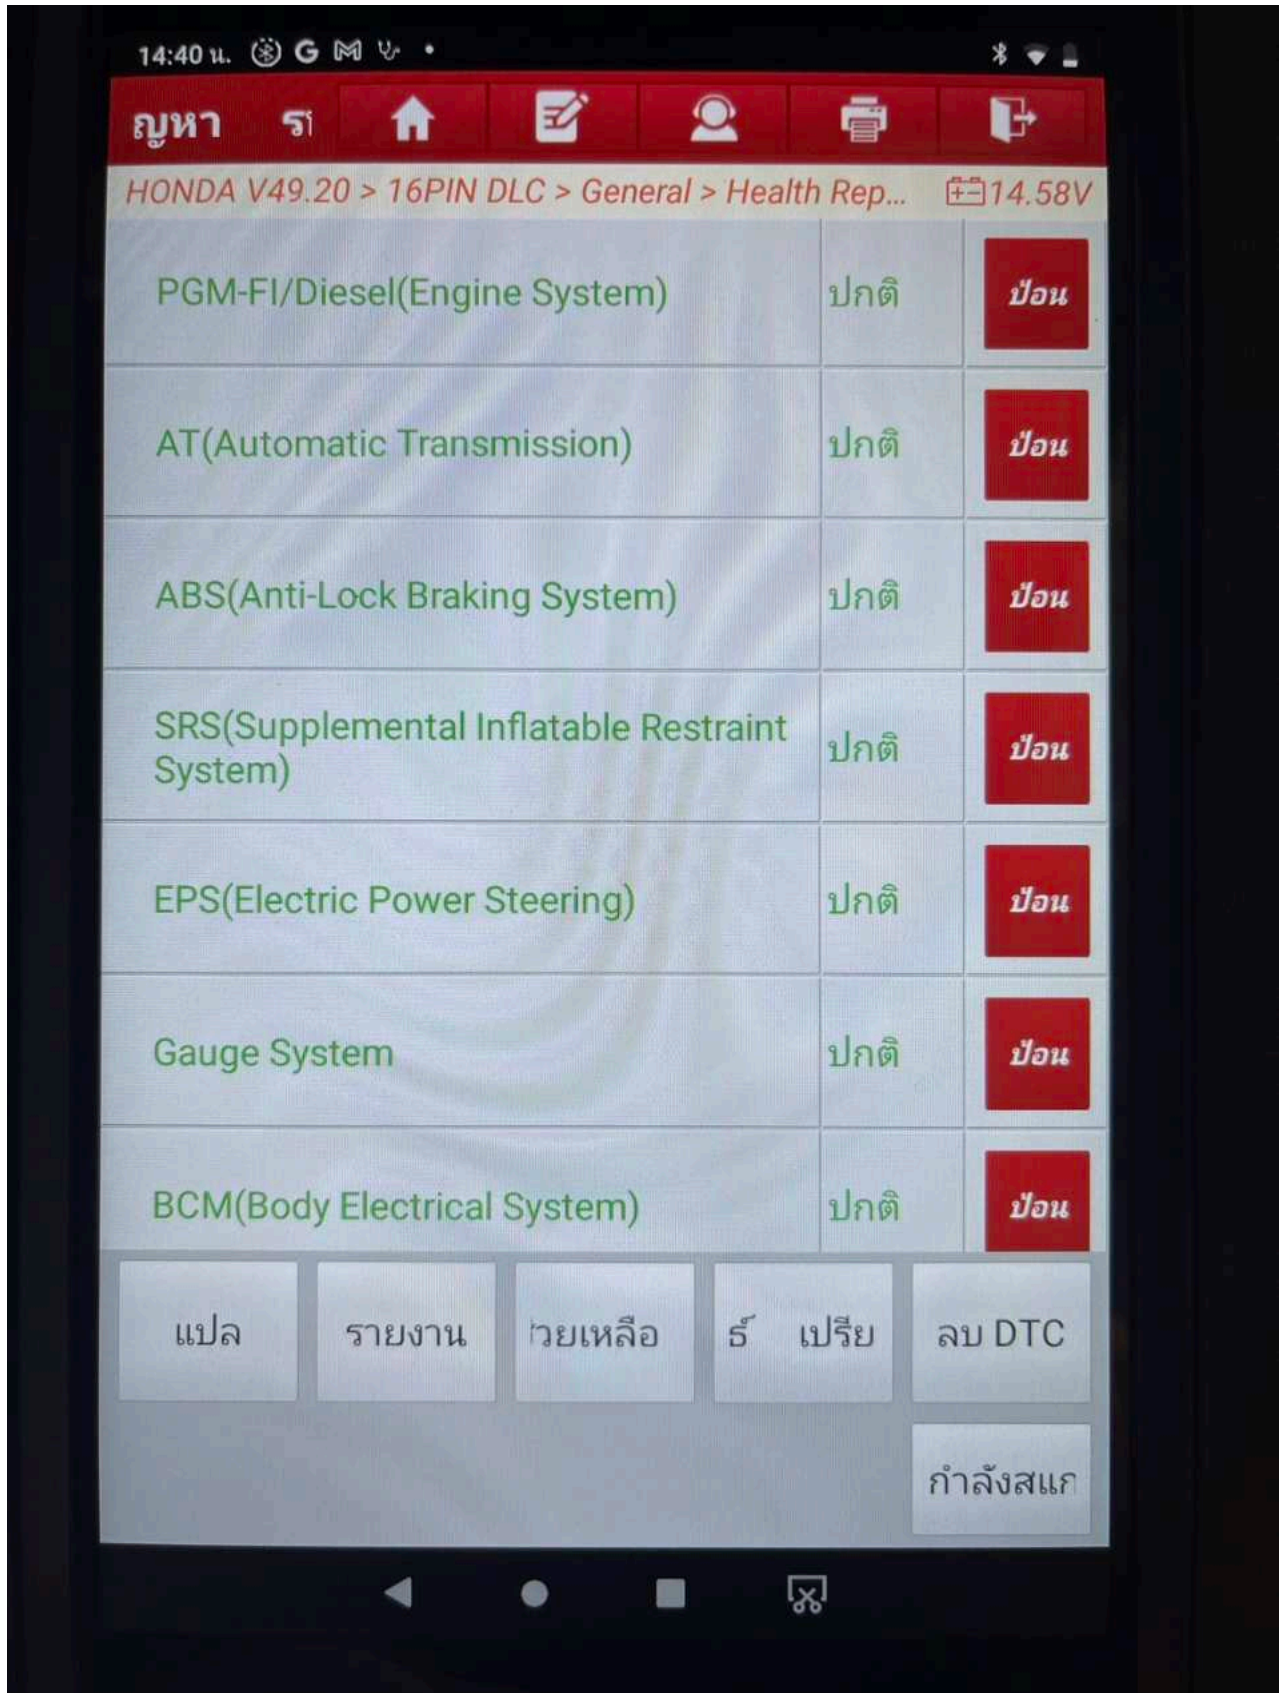 14:40 น.
ญหา
HONDA V49.20 > 16PIN DLC > General > Health Rep... 14.58V
PGM-FI/Diesel(Engine System) ปกติ ป้อน
AT(Automatic Transmission) ปกติ ป้อน
ABS(Anti-Lock Braking System) ปกติ ป้อน
SRS(Supplemental Inflatable Restraint
System) ปกติ ป้อน
EPS(Electric Power Steering) ปกติ ป้อน
Gauge System ปกติ ป้อน
BCM(Body Electrical System) ปกติ ป้อน
แปล รายงาน วยเหลือ ธ์ เปรีย ลบ DTC
กำลังสแก